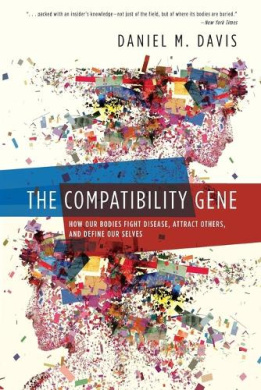 ". . . packed with an insider's knowledge—not just of the field, but of where its bodies are buried."
—New York Times
DANIEL M. DAVIS
THE COMPATIBILITY GENE
HOW OUR BODIES FIGHT DISEASE, ATTRACT OTHERS,
AND DEFINE OUR SELVES